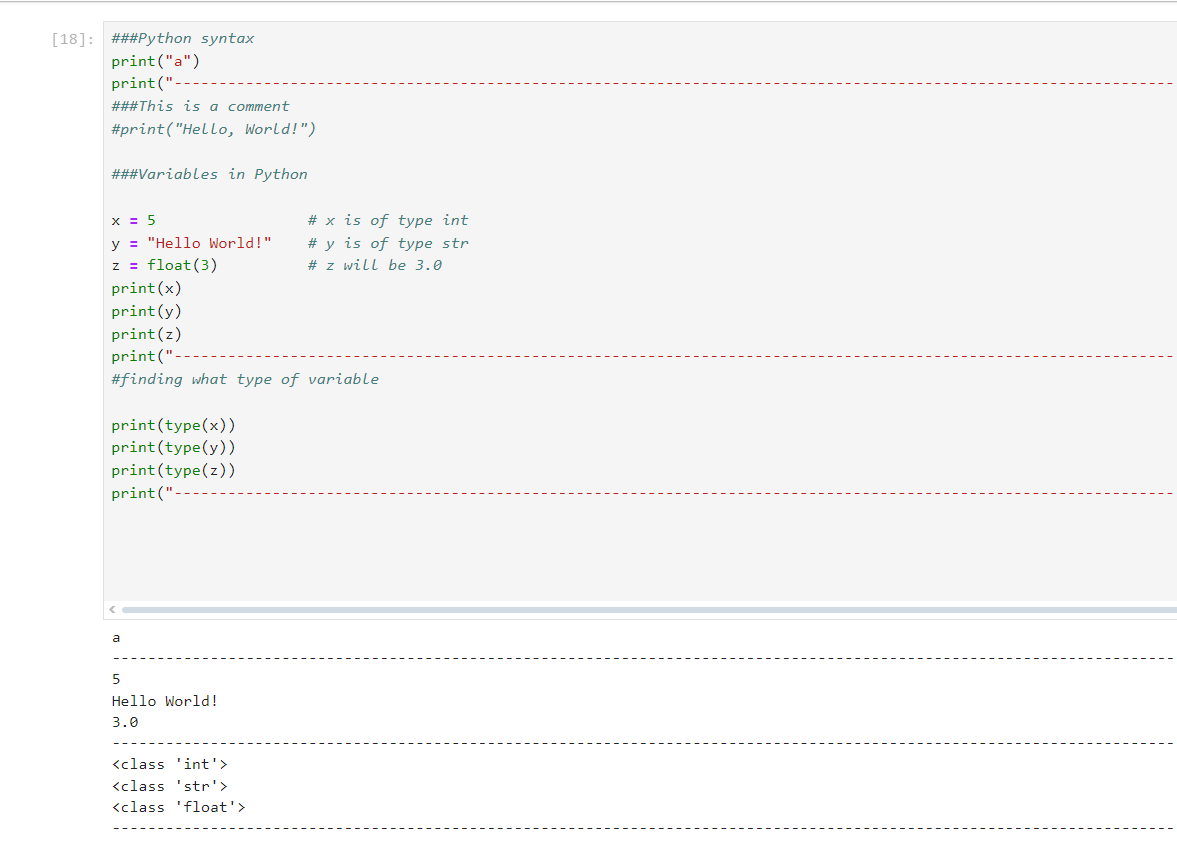 [18]:
###Python syntax
print("a")
print("------------------------------------------------------------------------------------------------------------------
###This is a comment
#print("Hello, World!")
###Variables in Python
x = 5 # x is of type int
y = "Hello World!" # y is of type str
z = float(3) # z will be 3.0
print(x)
print(y)
print(z)
print("------------------------------------------------------------------------------------------------------------------
#finding what type of variable
print(type(x))
print(type(y))
print(type(z))
print("------------------------------------------------------------------------------------------------------------------
a
-------------------------------------------------------------------------------------------------------------------------
5
Hello World!
3.0
-------------------------------------------------------------------------------------------------------------------------
<class 'int'>
<class 'str'>
<class 'float'>
-------------------------------------------------------------------------------------------------------------------------